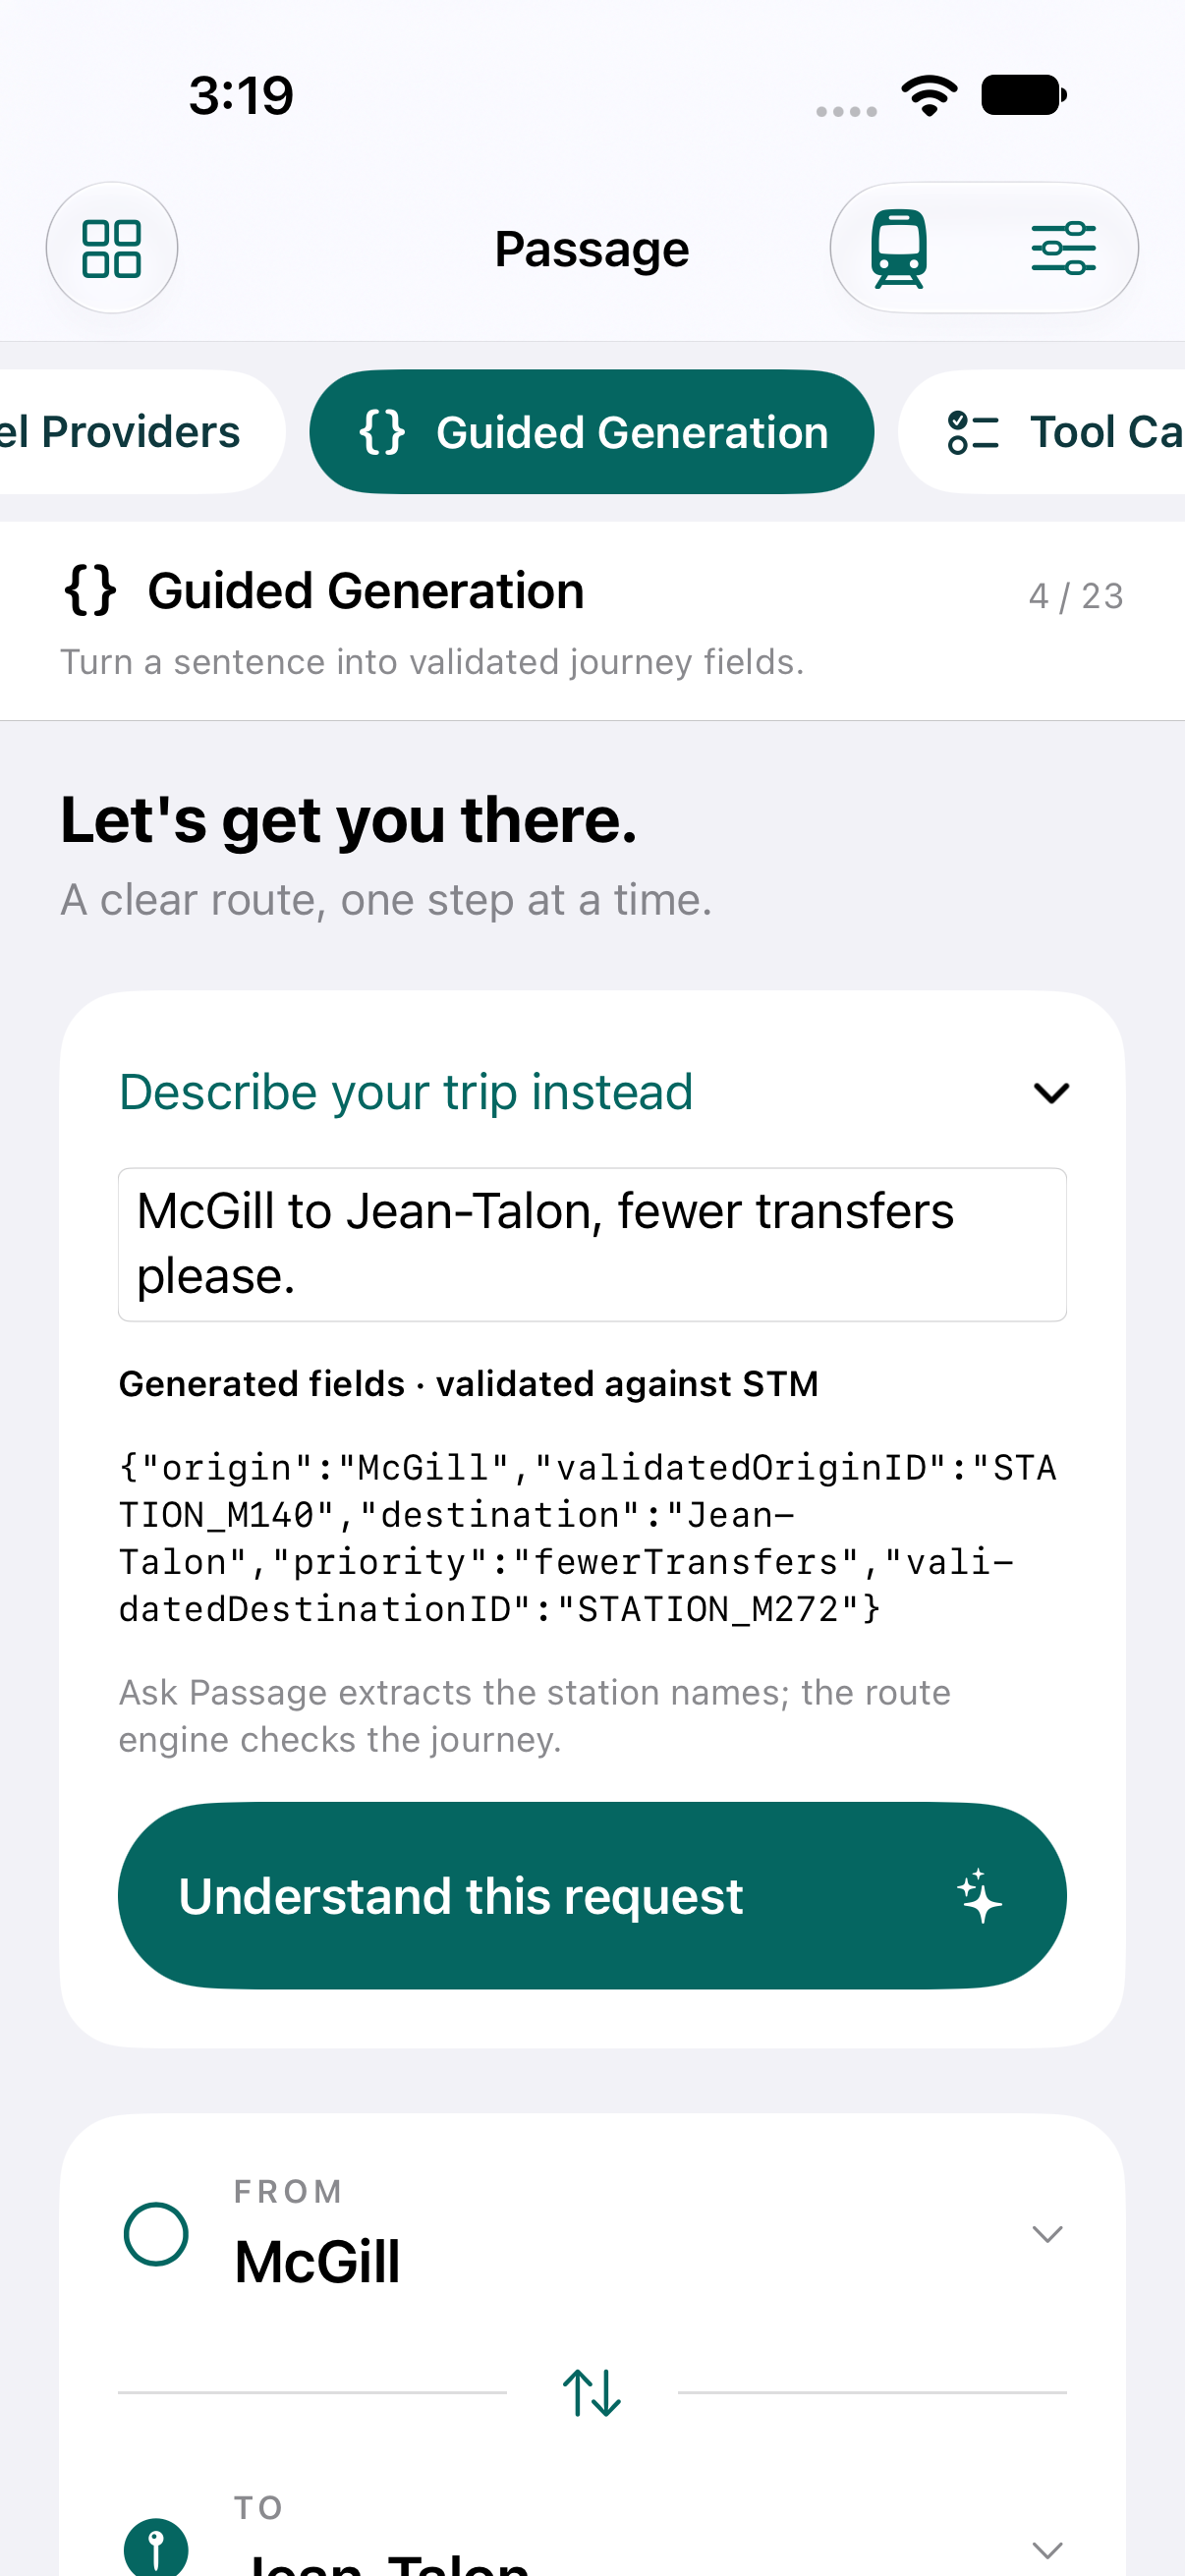 3:19
Passage
el Providers
{} Guided Generation
Tool Ca
{} Guided Generation
4 / 23
Turn a sentence into validated journey fields.
Let's get you there.
A clear route, one step at a time.
Describe your trip instead
McGill to Jean-Talon, fewer transfers
please.
Generated fields · validated against STM
{"origin":"McGill","validatedOriginID":"STA
TION_M140","destination":"Jean-
Talon","priority":"fewerTransfers","vali-
datedDestinationID":"STATION_M272"}
Ask Passage extracts the station names; the route
engine checks the journey.
Understand this request
FROM
McGill
TO
Jean-Talon